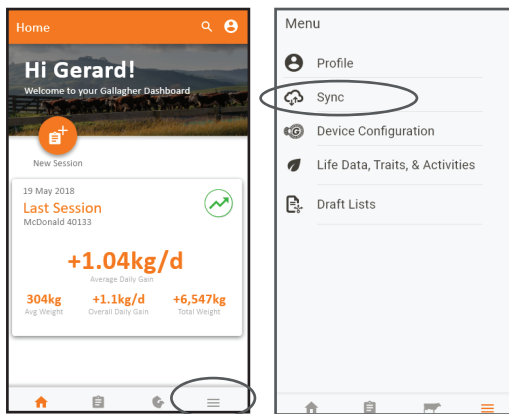 Home
Hi Gerard!
Welcome to your Gallagher Dashboard
New Session
19 May 2018
Last Session
McDonald 40133
+1.04kg/d
Average Daily Gain
304kg +1.1kg/d +6,547kg
Avg Weight Overall Daily Gain Total Weight
Menu
Profile
Sync
Device Configuration
Life Data, Traits, & Activities
Draft Lists